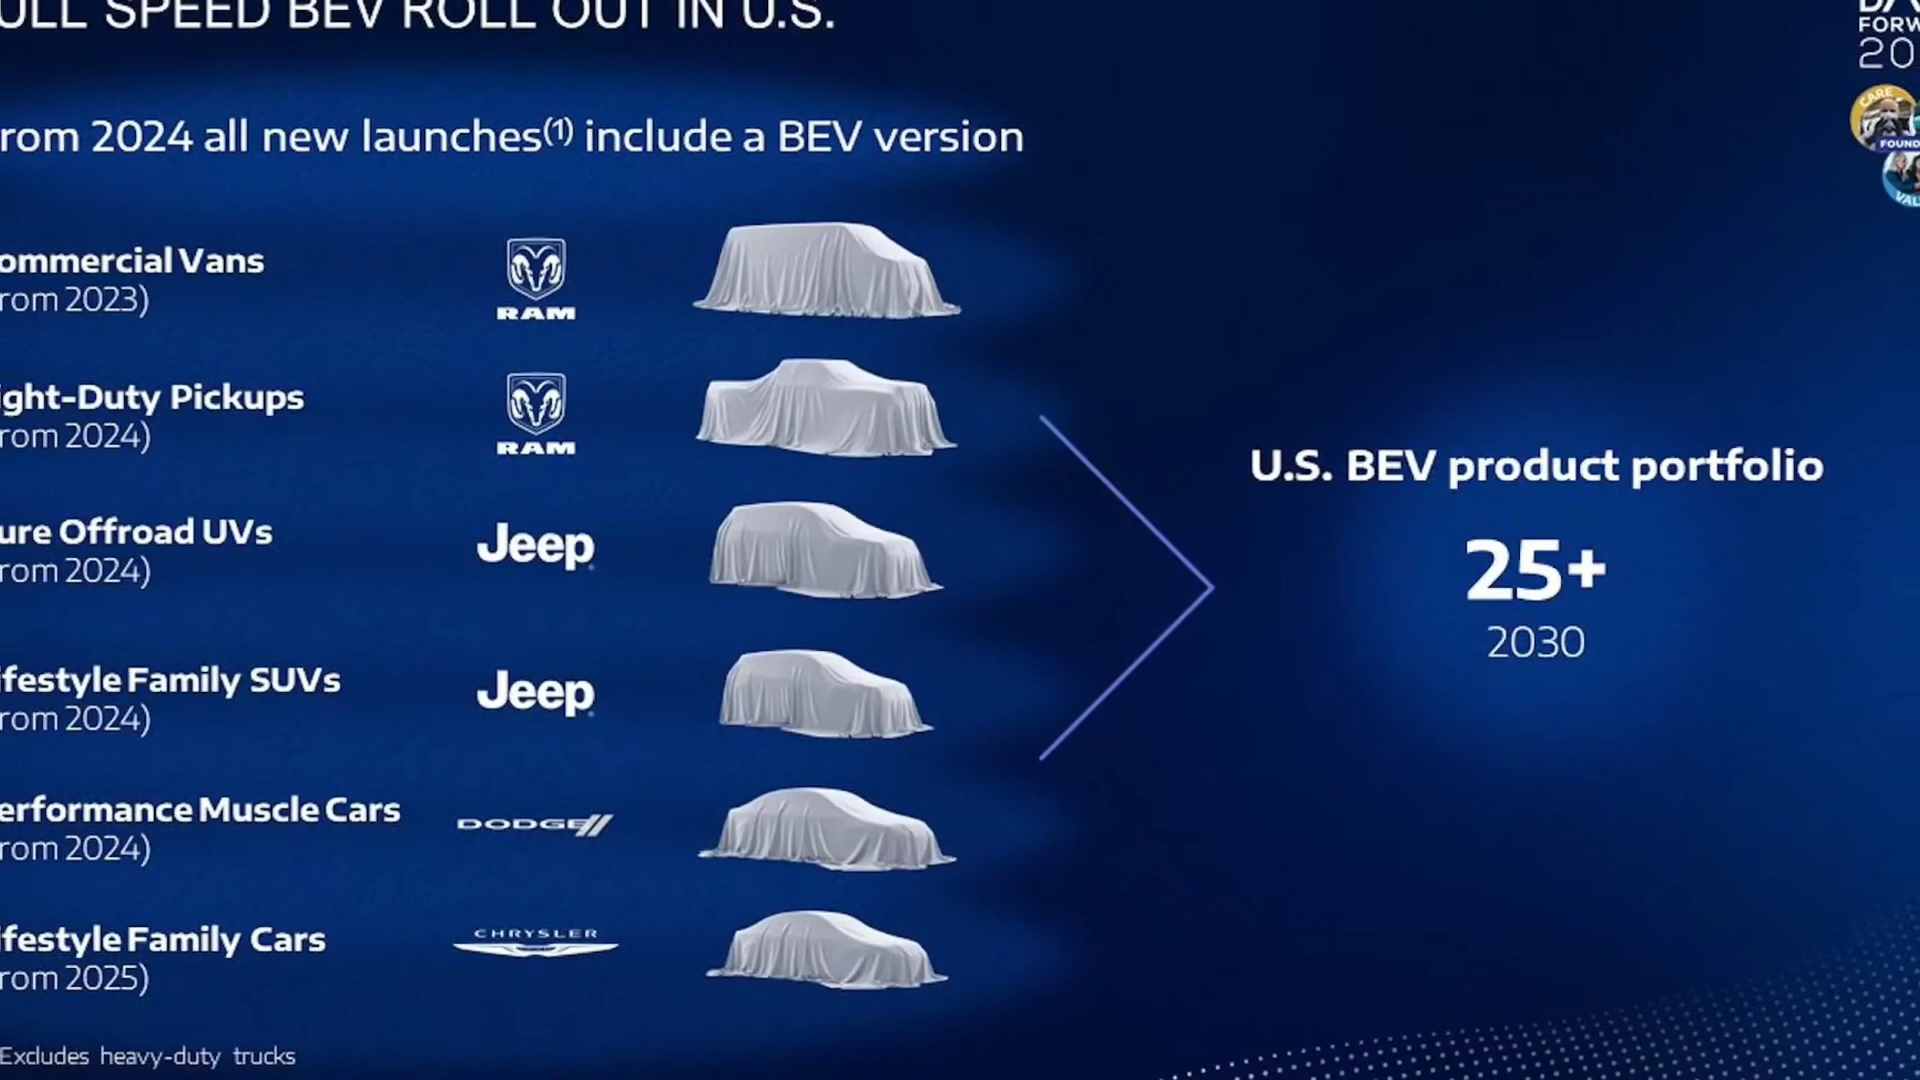 ULL SPEED BEV ROLL OUT IN U.S.
FORW
20
rom 2024 all new launches(1) include a BEV version
CARE
FOUND
VAL
ommercial Vans
rom 2023)
RAM
ight-Duty Pickups
rom 2024)
RAM
ure Offroad UVs
rom 2024)
Jeep
ifestyle Family SUVs
rom 2024)
Jeep
erformance Muscle Cars
rom 2024)
DODGE
ifestyle Family Cars
rom 2025)
CHRYSLER
U.S. BEV product portfolio
25+
2030
Excludes heavy-duty trucks